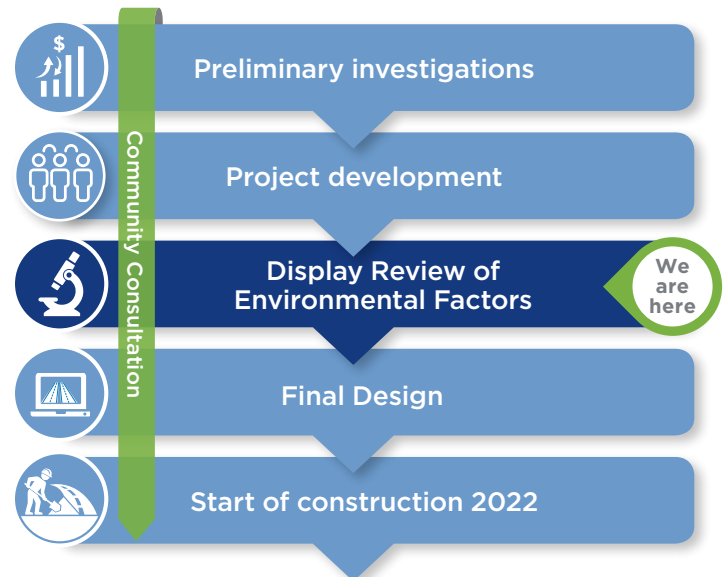 $
Preliminary investigations
Community Consultation
Project development
Display Review of
Environmental Factors
We
are
here
Final Design
Start of construction 2022